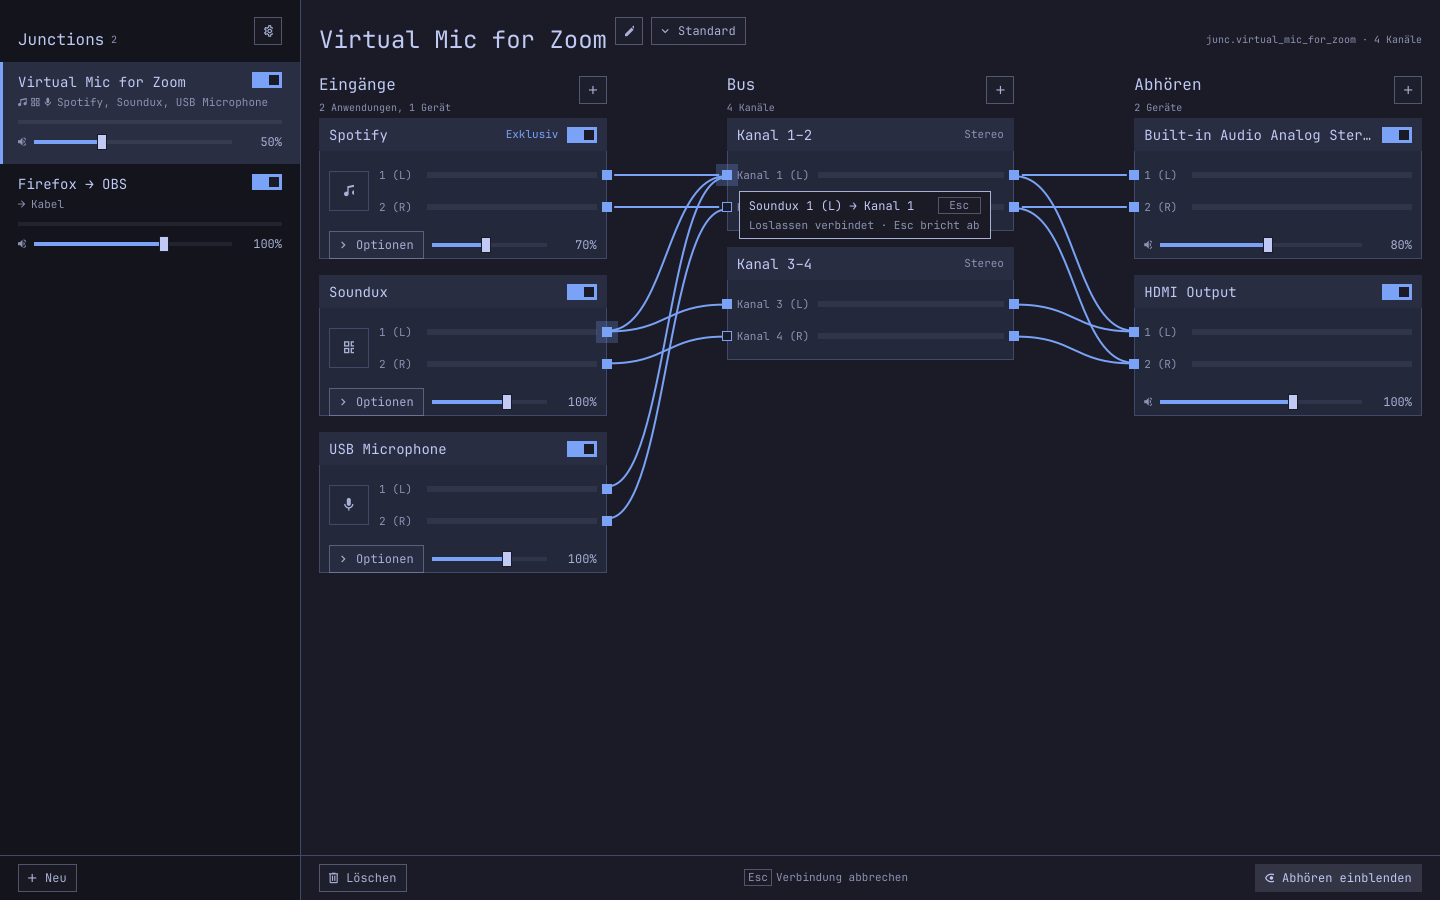 Junctions 2
Virtual Mic for Zoom
Spotify, Soundux, USB Microphone
50%
Firefox → OBS
→ Kabel
100%
+ Neu
Virtual Mic for Zoom
Standard
junc.virtual_mic_for_zoom · 4 Kanäle
Eingänge
2 Anwendungen, 1 Gerät
Spotify
Exklusiv
1 (L)
2 (R)
Optionen
70%
Soundux
1 (L)
2 (R)
Optionen
100%
USB Microphone
1 (L)
2 (R)
Optionen
100%
Bus
4 Kanäle
Kanal 1–2
Stereo
Kanal 1 (L)
Soundux 1 (L) → Kanal 1
Esc
Loslassen verbindet · Esc bricht ab
Kanal 3–4
Stereo
Kanal 3 (L)
Kanal 4 (R)
Abhören
2 Geräte
Built-in Audio Analog Ster…
1 (L)
2 (R)
80%
HDMI Output
1 (L)
2 (R)
100%
Löschen
Esc Verbindung abbrechen
Abhören einblenden